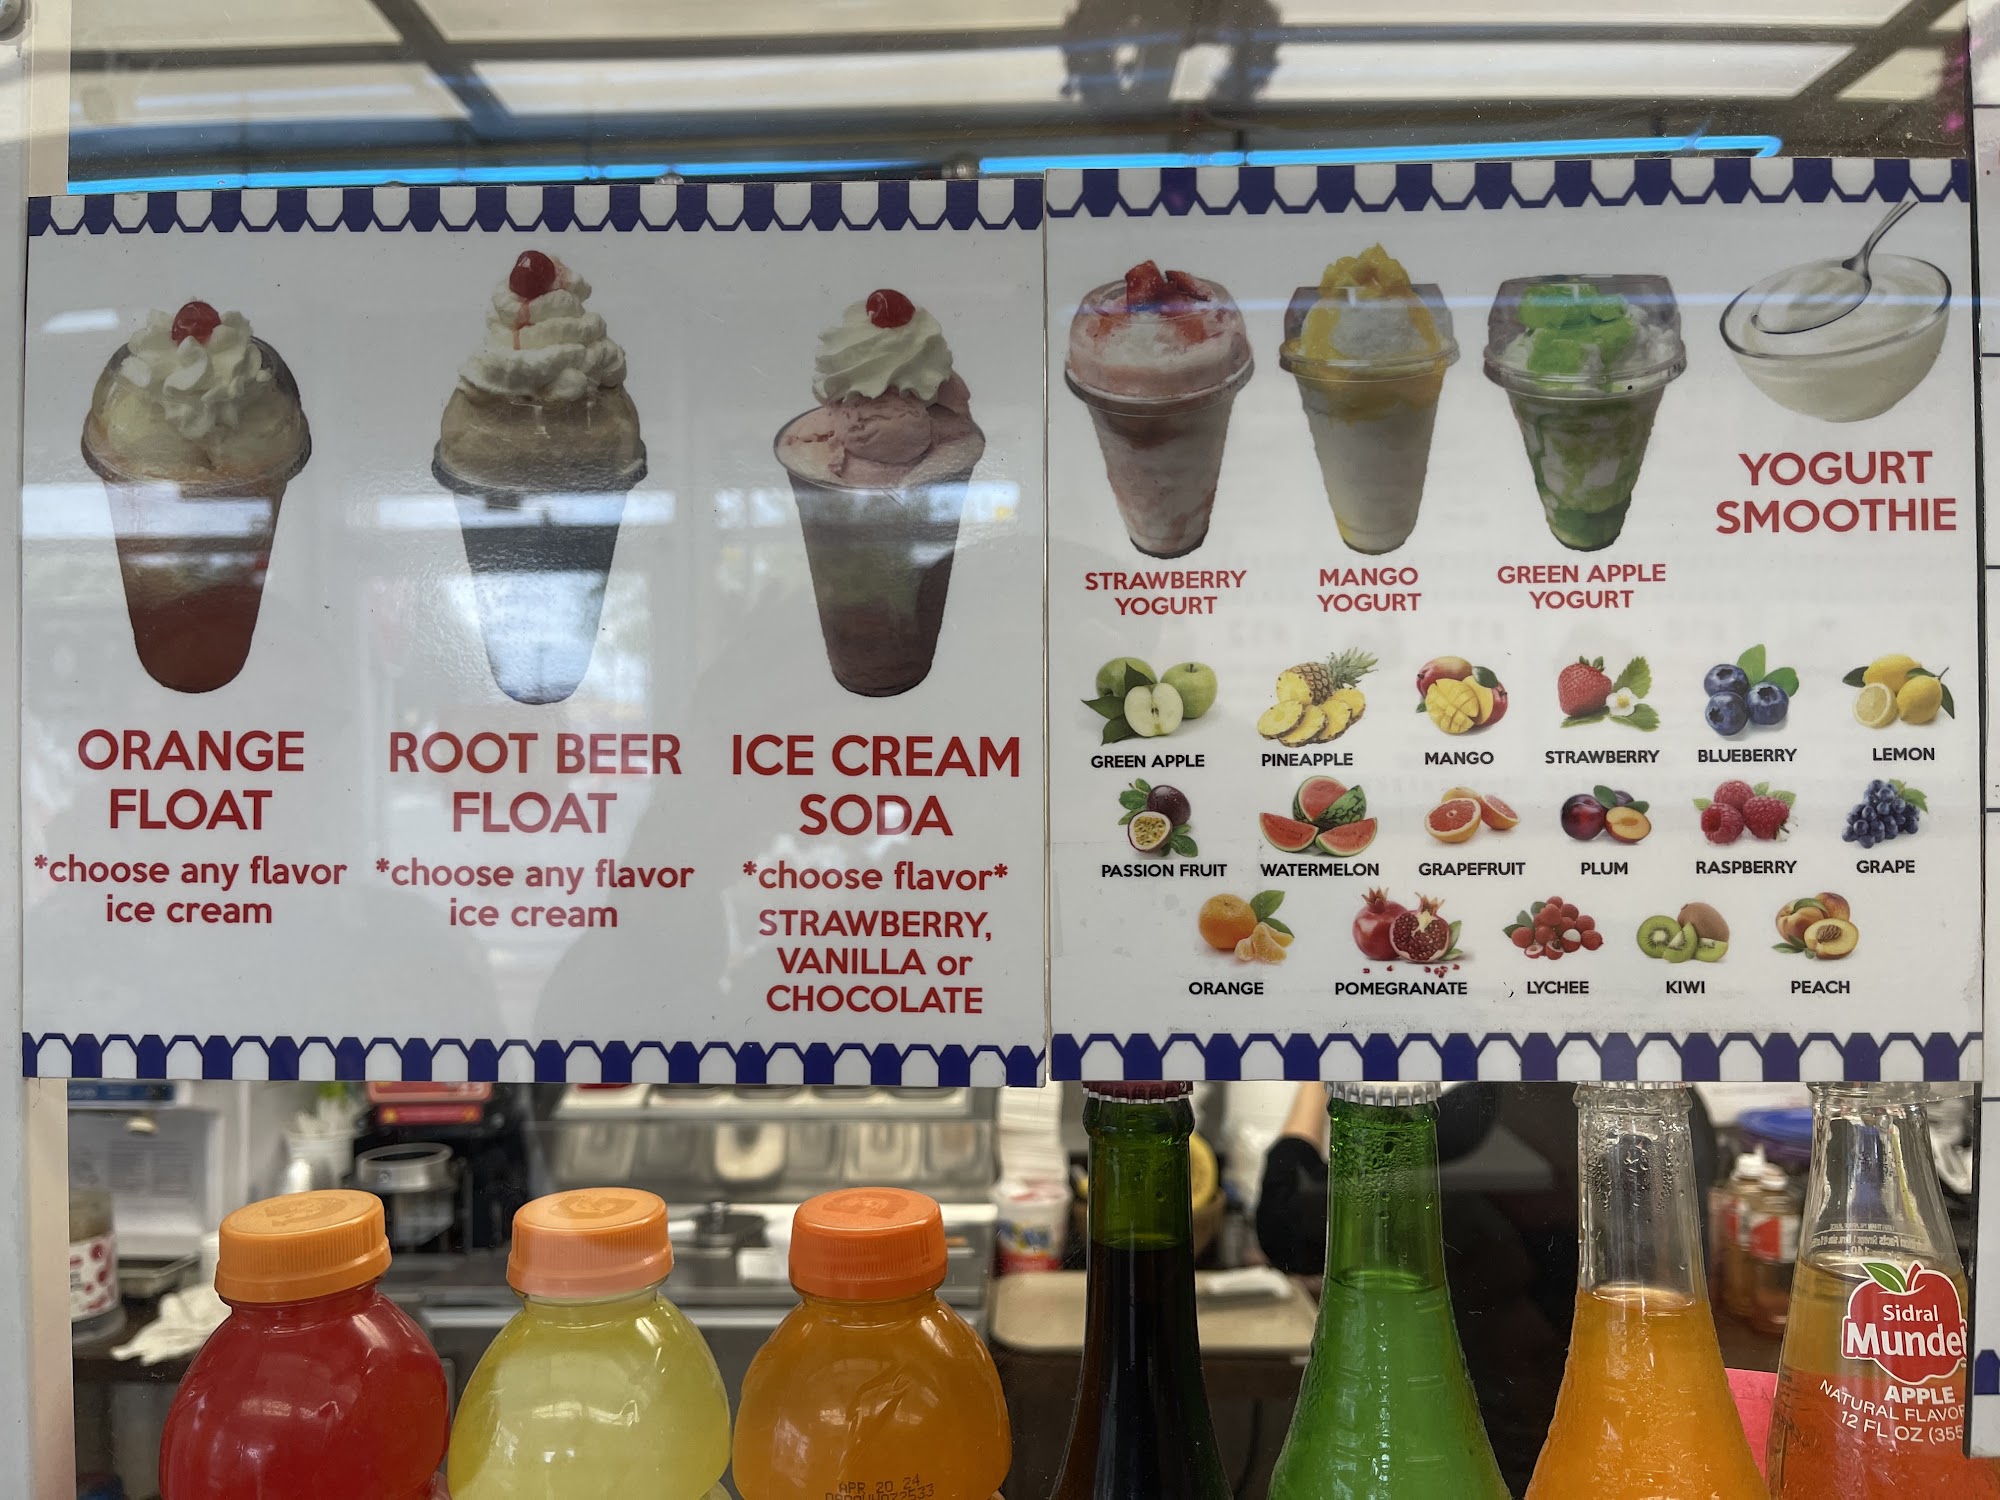 ORANGE
FLOAT
*choose any flavor
ice cream
ROOT BEER
FLOAT
*choose any flavor
ice cream
ICE CREAM
SODA
*choose flavor*
STRAWBERRY,
VANILLA or
CHOCOLATE
STRAWBERRY
YOGURT
MANGO
YOGURT
GREEN APPLE
YOGURT
YOGURT
SMOOTHIE
GREEN APPLE
PINEAPPLE
MANGO
STRAWBERRY
BLUEBERRY
LEMON
PASSION FRUIT
WATERMELON
GRAPEFRUIT
PLUM
RASPBERRY
GRAPE
ORANGE
POMEGRANATE
LYCHEE
KIWI
PEACH
APR 20 24
Sidral
Mundet
APPLE
NATURAL FLAVOR
12 FL OZ (355